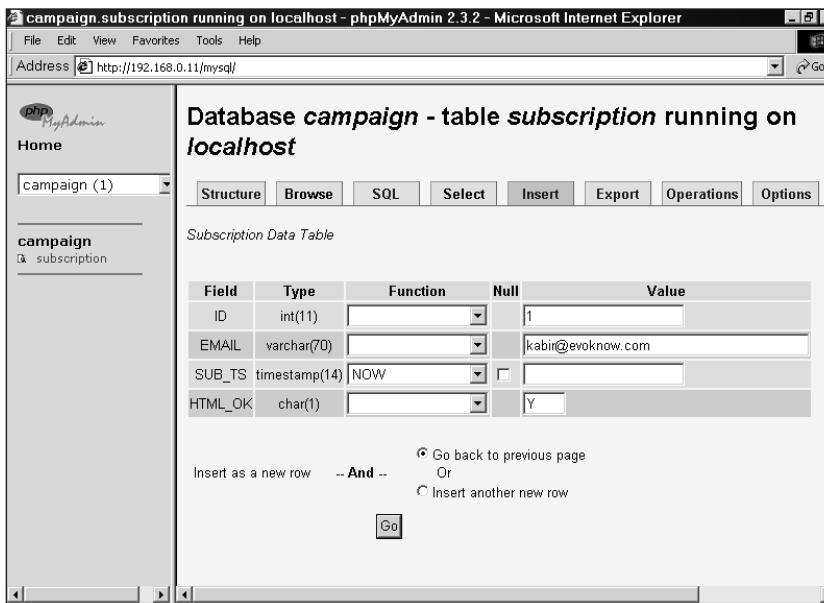 campaign.subscription running on localhost - phpMyAdmin 2.3.2 - Microsoft Internet Explorer
File Edit View Favorites Tools Help
Address http://192.168.0.11/mysql/ Go
php
MyAdmin
Home
campaign (1)
campaign
subscription
Database campaign - table subscription running on
localhost
Structure Browse SQL Select Insert Export Operations Options
Subscription Data Table
Field Type Function Null Value
ID int(11) 1
EMAIL varchar(70) kabir@evoknow.com
SUB_TS timestamp(14) NOW
HTML_OK char(1) Y
Go back to previous page
Insert as a new row -- And -- Or
Insert another new row
Go